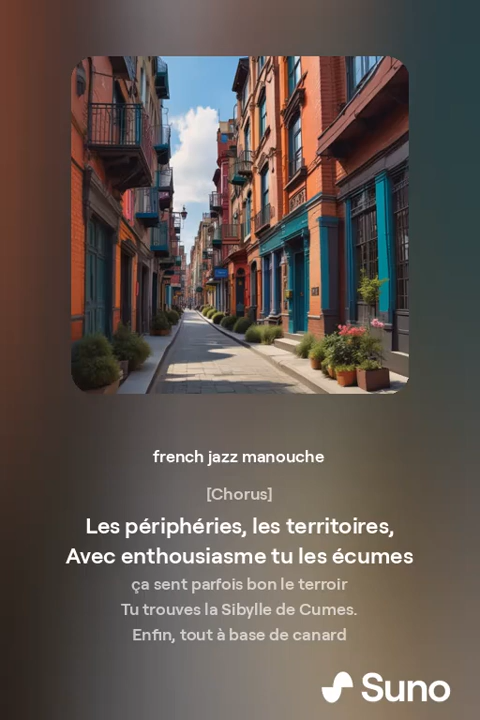 french jazz manouche
[Chorus]
Les périphéries, les territoires,
Avec enthousiasme tu les écumes
ça sent parfois bon le terroir
Tu trouves la Sibylle de Cumes.
Enfin, tout à base de canard
Suno